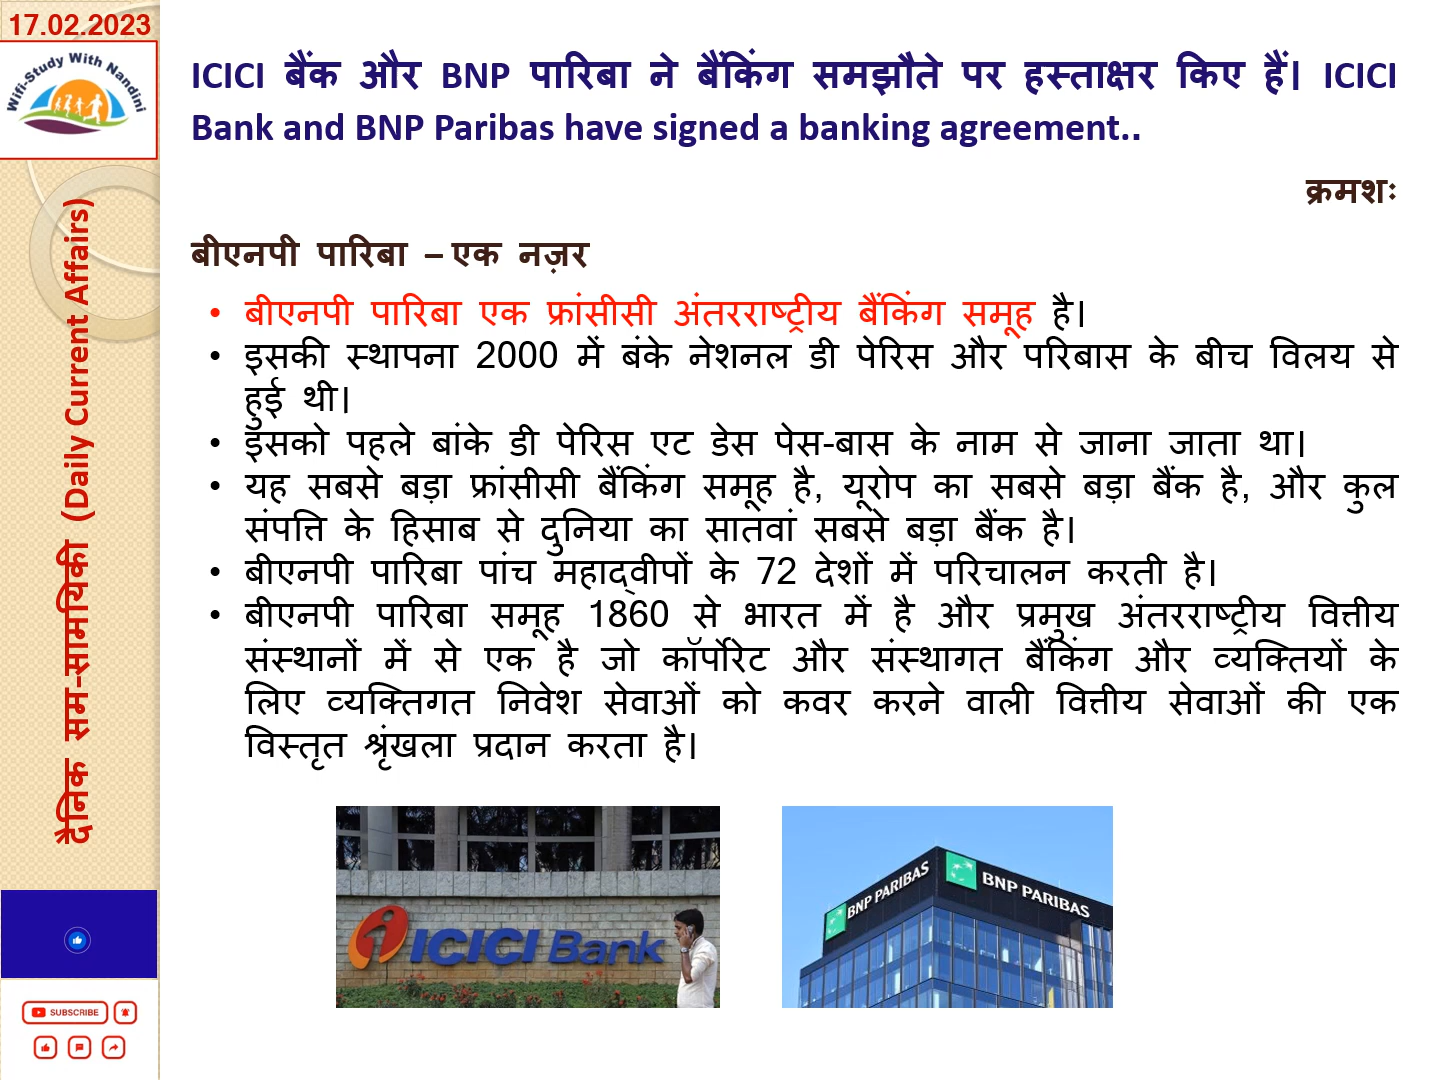 17.02.2023
Wifi-Study With Nandini
दैनिक सम-सामयिकी (Daily Current Affairs)
SUBSCRIBE
ICICI बैंक और BNP पारिबा ने बैंकिंग समझौते पर हस्ताक्षर किए हैं। ICICI
Bank and BNP Paribas have signed a banking agreement..
क्रमशः
बीएनपी पारिबा – एक नज़र
• बीएनपी पारिबा एक फ्रांसीसी अंतरराष्ट्रीय बैंकिंग समूह है।
• इसकी स्थापना 2000 में बंके नेशनल डी पेरिस और परिबास के बीच विलय से
हुई थी।
• इसको पहले बांके डी पेरिस एट डेस पेस-बास के नाम से जाना जाता था।
• यह सबसे बड़ा फ्रांसीसी बैंकिंग समूह है, यूरोप का सबसे बड़ा बैंक है, और कुल
संपत्ति के हिसाब से दुनिया का सातवां सबसे बड़ा बैंक है।
• बीएनपी पारिबा पांच महाद्वीपों के 72 देशों में परिचालन करती है।
• बीएनपी पारिबा समूह 1860 से भारत में है और प्रमुख अंतरराष्ट्रीय वित्तीय
संस्थानों में से एक है जो कॉर्पोरेट और संस्थागत बैंकिंग और व्यक्तियों के
लिए व्यक्तिगत निवेश सेवाओं को कवर करने वाली वित्तीय सेवाओं की एक
विस्तृत श्रृंखला प्रदान करता है।
ICICI Bank
BNP PARIBAS
BNP PARIBAS